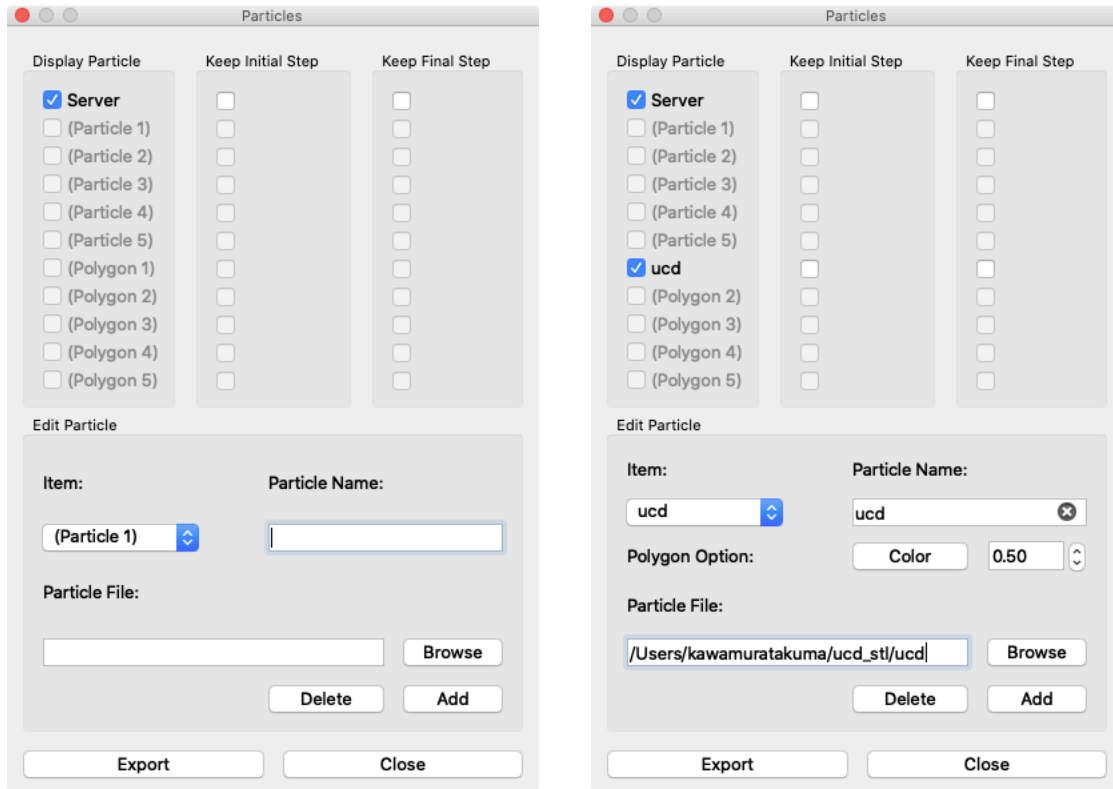 Particles
Display Particle Keep Initial Step Keep Final Step
Server
(Particle 1)
(Particle 2)
(Particle 3)
(Particle 4)
(Particle 5)
(Polygon 1)
(Polygon 2)
(Polygon 3)
(Polygon 4)
(Polygon 5)
Edit Particle
Item: Particle Name:
(Particle 1)
Particle File:
Browse
Delete Add
Export Close
Particles
Display Particle Keep Initial Step Keep Final Step
Server
(Particle 1)
(Particle 2)
(Particle 3)
(Particle 4)
(Particle 5)
ucd
(Polygon 2)
(Polygon 3)
(Polygon 4)
(Polygon 5)
Edit Particle
Item: Particle Name:
ucd ucd
Polygon Option: Color 0.50
Particle File:
/Users/kawamuratakuma/ucd_stl/ucd Browse
Delete Add
Export Close